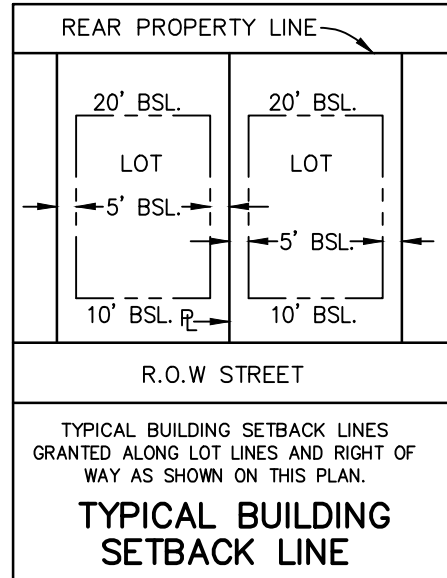 REAR PROPERTY LINE
20' BSL. 20' BSL.
LOT LOT
5' BSL.
5' BSL.
10' BSL. ⅊ 10' BSL.
R.O.W STREET
TYPICAL BUILDING SETBACK LINES
GRANTED ALONG LOT LINES AND RIGHT OF
WAY AS SHOWN ON THIS PLAN.
TYPICAL BUILDING
SETBACK LINE